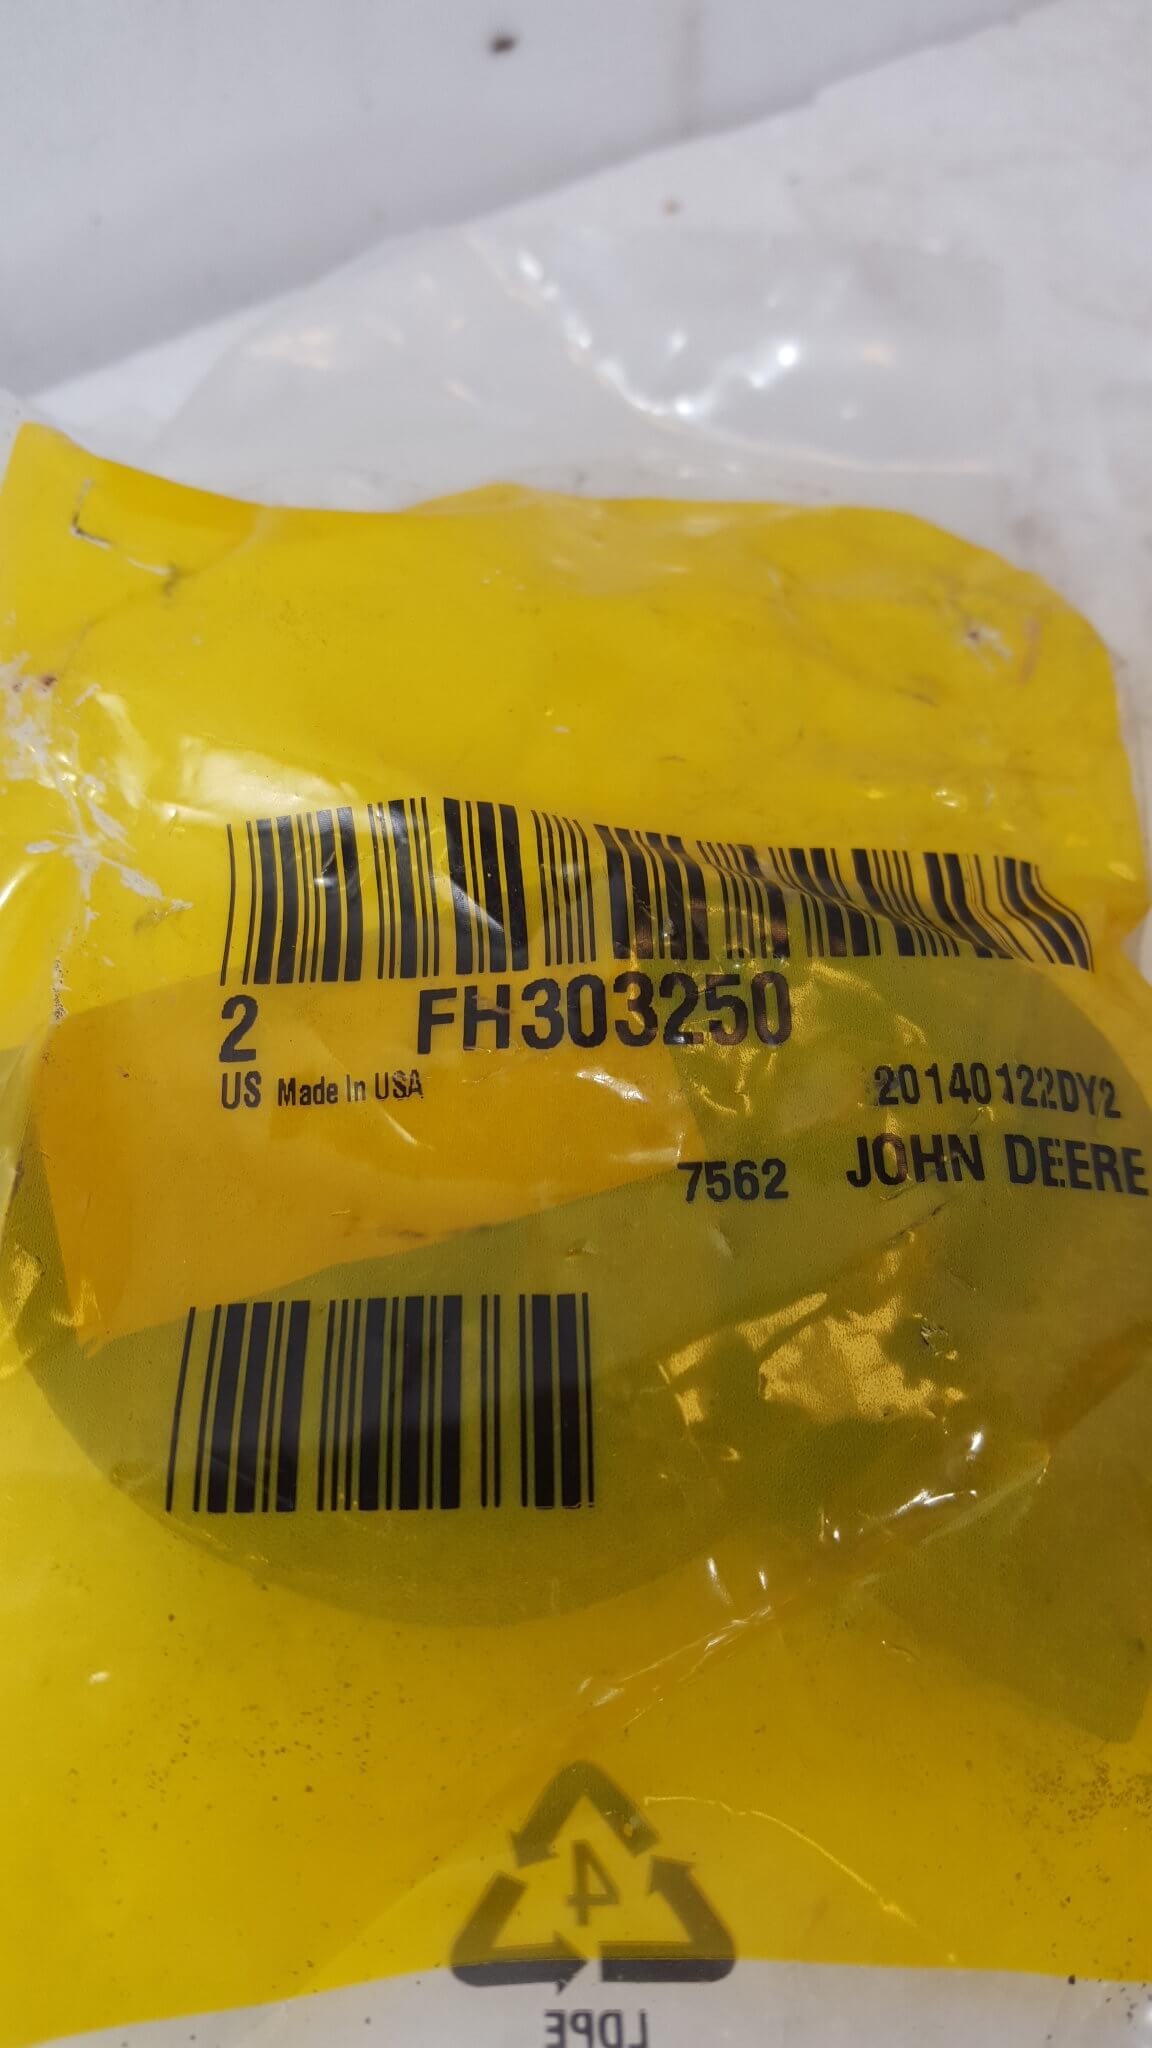 2 FH303250
US Made In USA
20140122DY2
7562 JOHN DEERE
4
LDPE